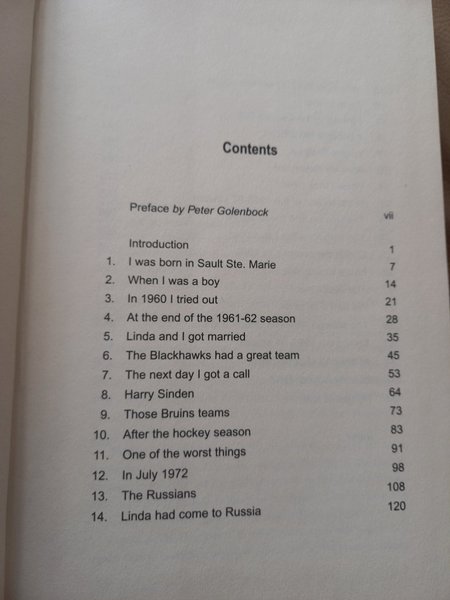 Contents
Preface by Peter Golenbock vii
Introduction 1
1. I was born in Sault Ste. Marie 7
2. When I was a boy 14
3. In 1960 I tried out 21
4. At the end of the 1961-62 season 28
5. Linda and I got married 35
6. The Blackhawks had a great team 45
7. The next day I got a call 53
8. Harry Sinden 64
9. Those Bruins teams 73
10. After the hockey season 83
11. One of the worst things 91
12. In July 1972 98
13. The Russians 108
14. Linda had come to Russia 120